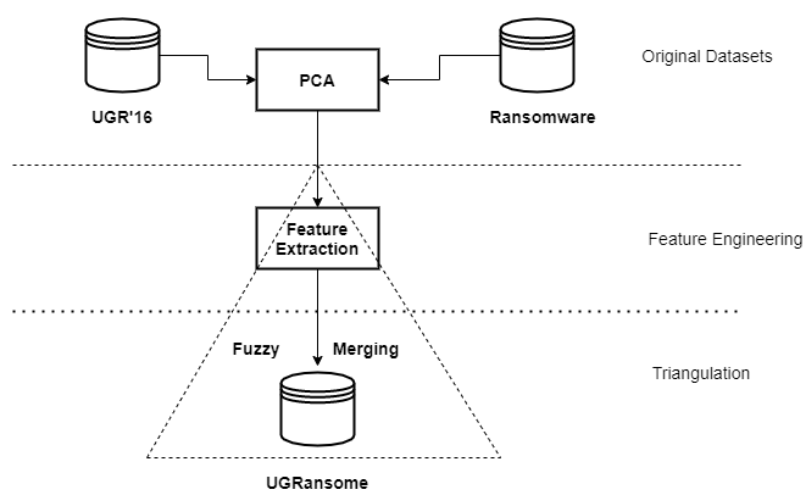 Original Datasets
PCA
UGR'16
Ransomware
Feature
Extraction
Feature Engineering
Fuzzy Merging
Triangulation
UGRansome